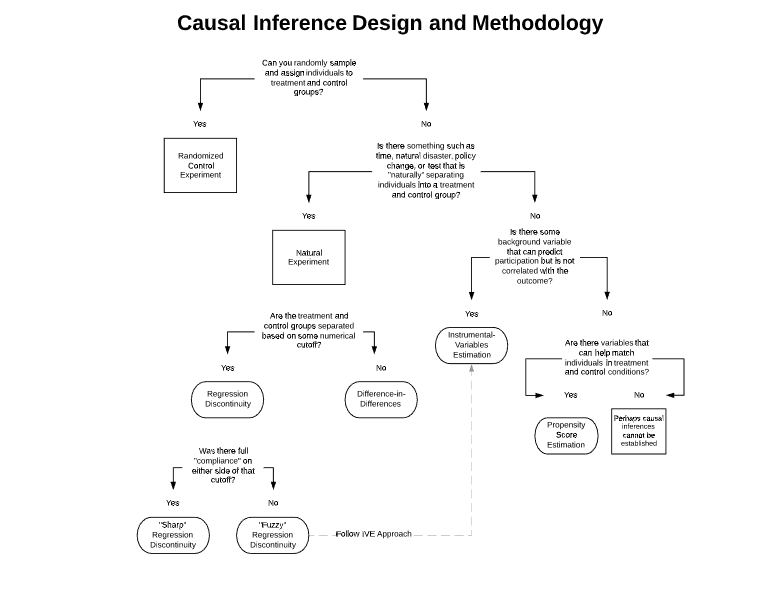 Causal Inference Design and Methodology
Can you randomly sample
and assign individuals to
treatment and control
groups?
Yes
No
Randomized
Control
Experiment
Is there something such as
time, natural disaster, policy
change, or test that is
"naturally" separating
individuals into a treatment
and control group?
Yes
No
Natural
Experiment
Is there some
background variable
that can predict
participation but is not
correlated with the
outcome?
Yes
No
Instrumental-
Variables
Estimation
Are the treatment and
control groups separated
based on some numerical
cutoff?
Yes
No
Regression
Discontinuity
Difference-in-
Differences
Are there variables that
can help match
individuals in treatment
and control conditions?
Yes
No
Propensity
Score
Estimation
Perhaps causal
inferences
cannot be
established
Was there full
"compliance" on
either side of that
cutoff?
Yes
No
"Sharp"
Regression
Discontinuity
"Fuzzy"
Regression
Discontinuity
Follow IVE Approach